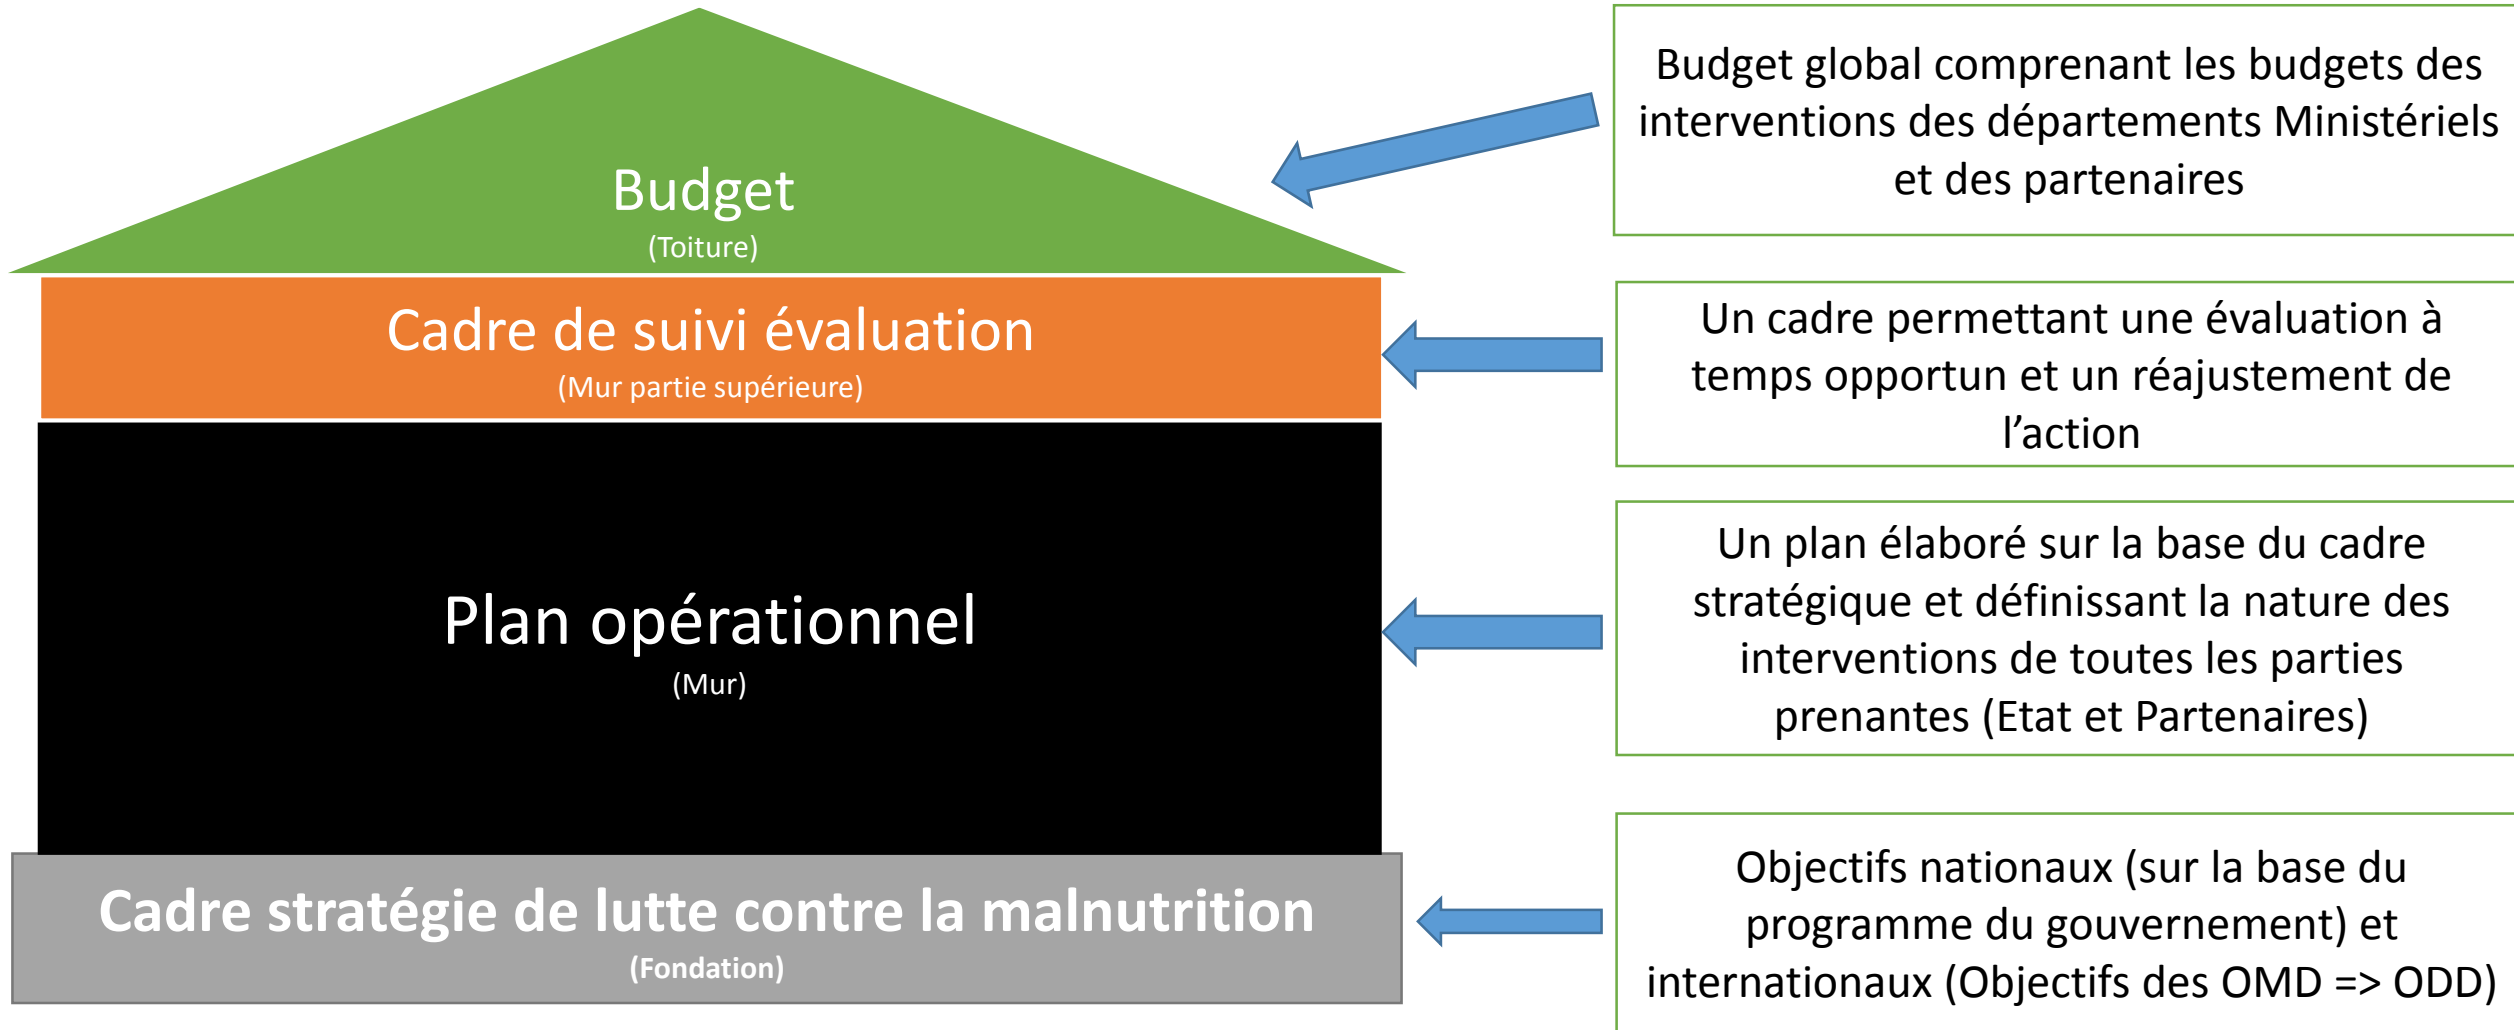 Budget
(Toiture)
Budget global comprenant les budgets des
interventions des départements Ministériels
et des partenaires
Cadre de suivi évaluation
(Mur partie supérieure)
Un cadre permettant une évaluation à
temps opportun et un réajustement de
l’action
Plan opérationnel
(Mur)
Un plan élaboré sur la base du cadre
stratégique et définissant la nature des
interventions de toutes les parties
prenantes (Etat et Partenaires)
Cadre stratégie de lutte contre la malnutrition
(Fondation)
Objectifs nationaux (sur la base du
programme du gouvernement) et
internationaux (Objectifs des OMD => ODD)